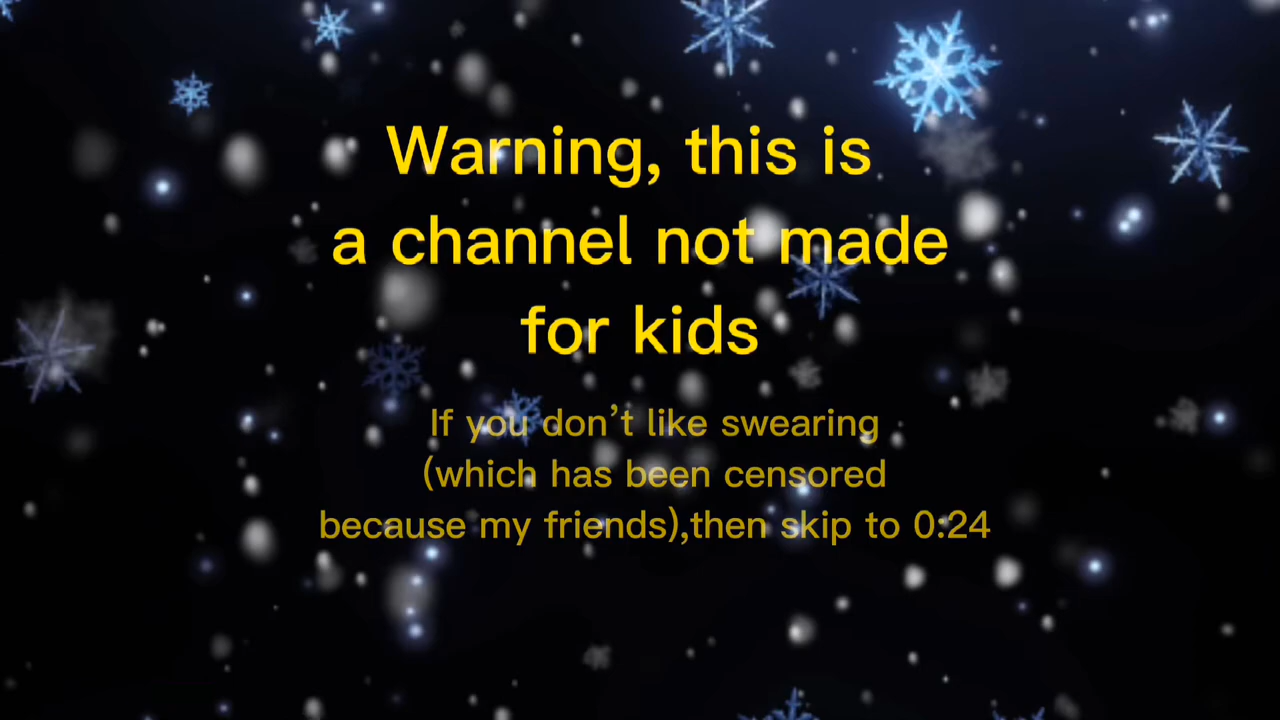 Warning, this is
a channel not made
for kids
If you don’t like swearing
(which has been censored
because my friends),then skip to 0:24